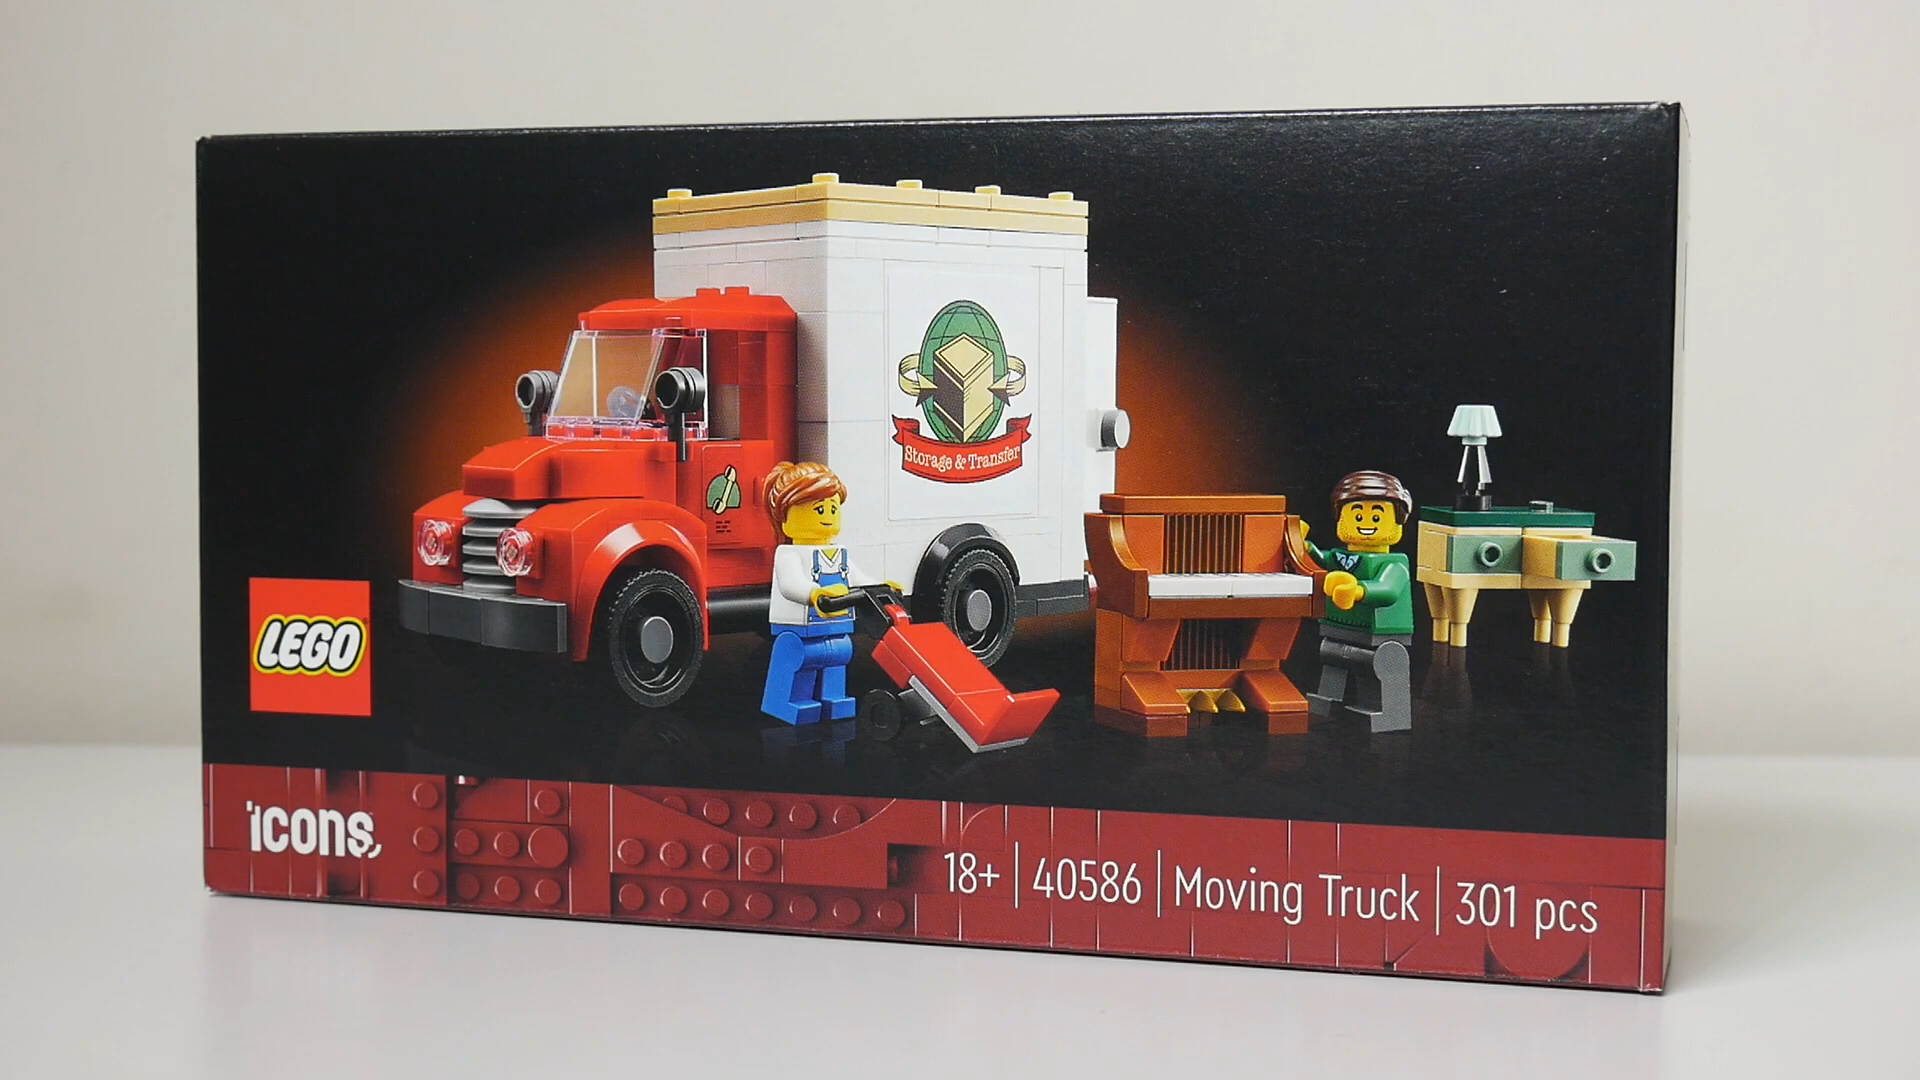 Storage & Transfer
LEGO
icons
18+ | 40586 | Moving Truck | 301 pcs